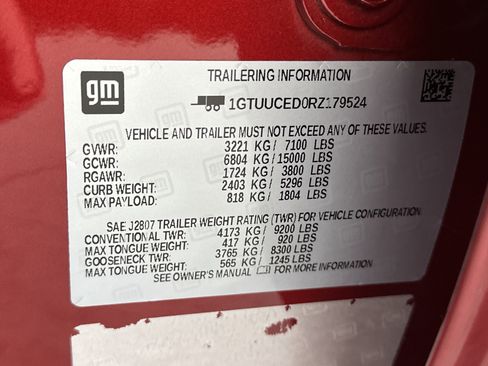 gm
TRAILERING INFORMATION
1GTUUCED0RZ179524
VEHICLE AND TRAILER MUST NOT EXCEED ANY OF THESE VALUES.
GVWR: 3221 KG / 7100 LBS
GCWR: 6804 KG / 15000 LBS
RGAWR: 1724 KG / 3800 LBS
CURB WEIGHT: 2403 KG / 5296 LBS
MAX PAYLOAD: 818 KG / 1804 LBS
SAE J2807 TRAILER WEIGHT RATING (TWR) FOR VEHICLE CONFIGURATION.
CONVENTIONAL TWR: 4173 KG / 9200 LBS
MAX TONGUE WEIGHT: 417 KG / 920 LBS
GOOSENECK TWR: 3765 KG / 8300 LBS
MAX TONGUE WEIGHT: 565 KG / 1245 LBS
SEE OWNER'S MANUAL FOR MORE INFORMATION